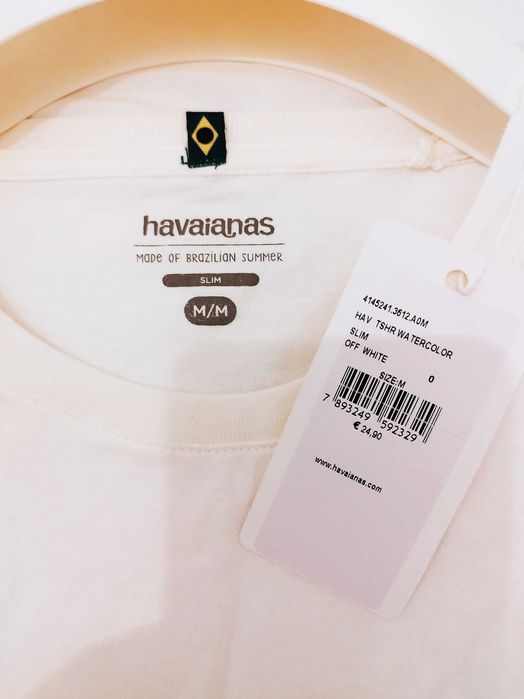 havaianas
MADE OF BRAZILIAN SUMMER
SLIM
M/M
4145241.3612.A0M
HAV TSHR WATERCOLOR
SLIM
OFF WHITE
SIZE:M 0
7 893249 592329
€ 24,90
www.havaianas.com